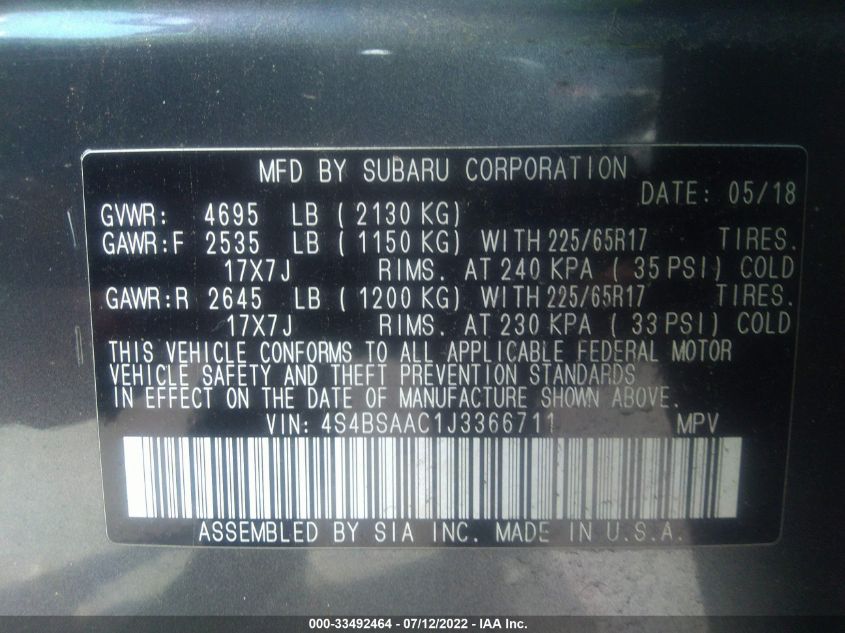 MFD BY SUBARU CORPORATION
DATE: 05/18
GVWR: 4695 LB ( 2130 KG)
GAWR:F 2535 LB ( 1150 KG) WITH 225/65R17 TIRES.
17X7J RIMS. AT 240 KPA ( 35 PSI) COLD
GAWR:R 2645 LB ( 1200 KG) WITH 225/65R17 TIRES.
17X7J RIMS. AT 230 KPA ( 33 PSI) COLD
THIS VEHICLE CONFORMS TO ALL APPLICABLE FEDERAL MOTOR
VEHICLE SAFETY AND THEFT PREVENTION STANDARDS
IN EFFECT ON THE DATE OF MANUFACTURE SHOWN ABOVE.
VIN: 4S4BSAAC1J3366711 MPV
ASSEMBLED BY SIA INC. MADE IN U.S.A.
000-33492464 - 07/12/2022 - IAA Inc.